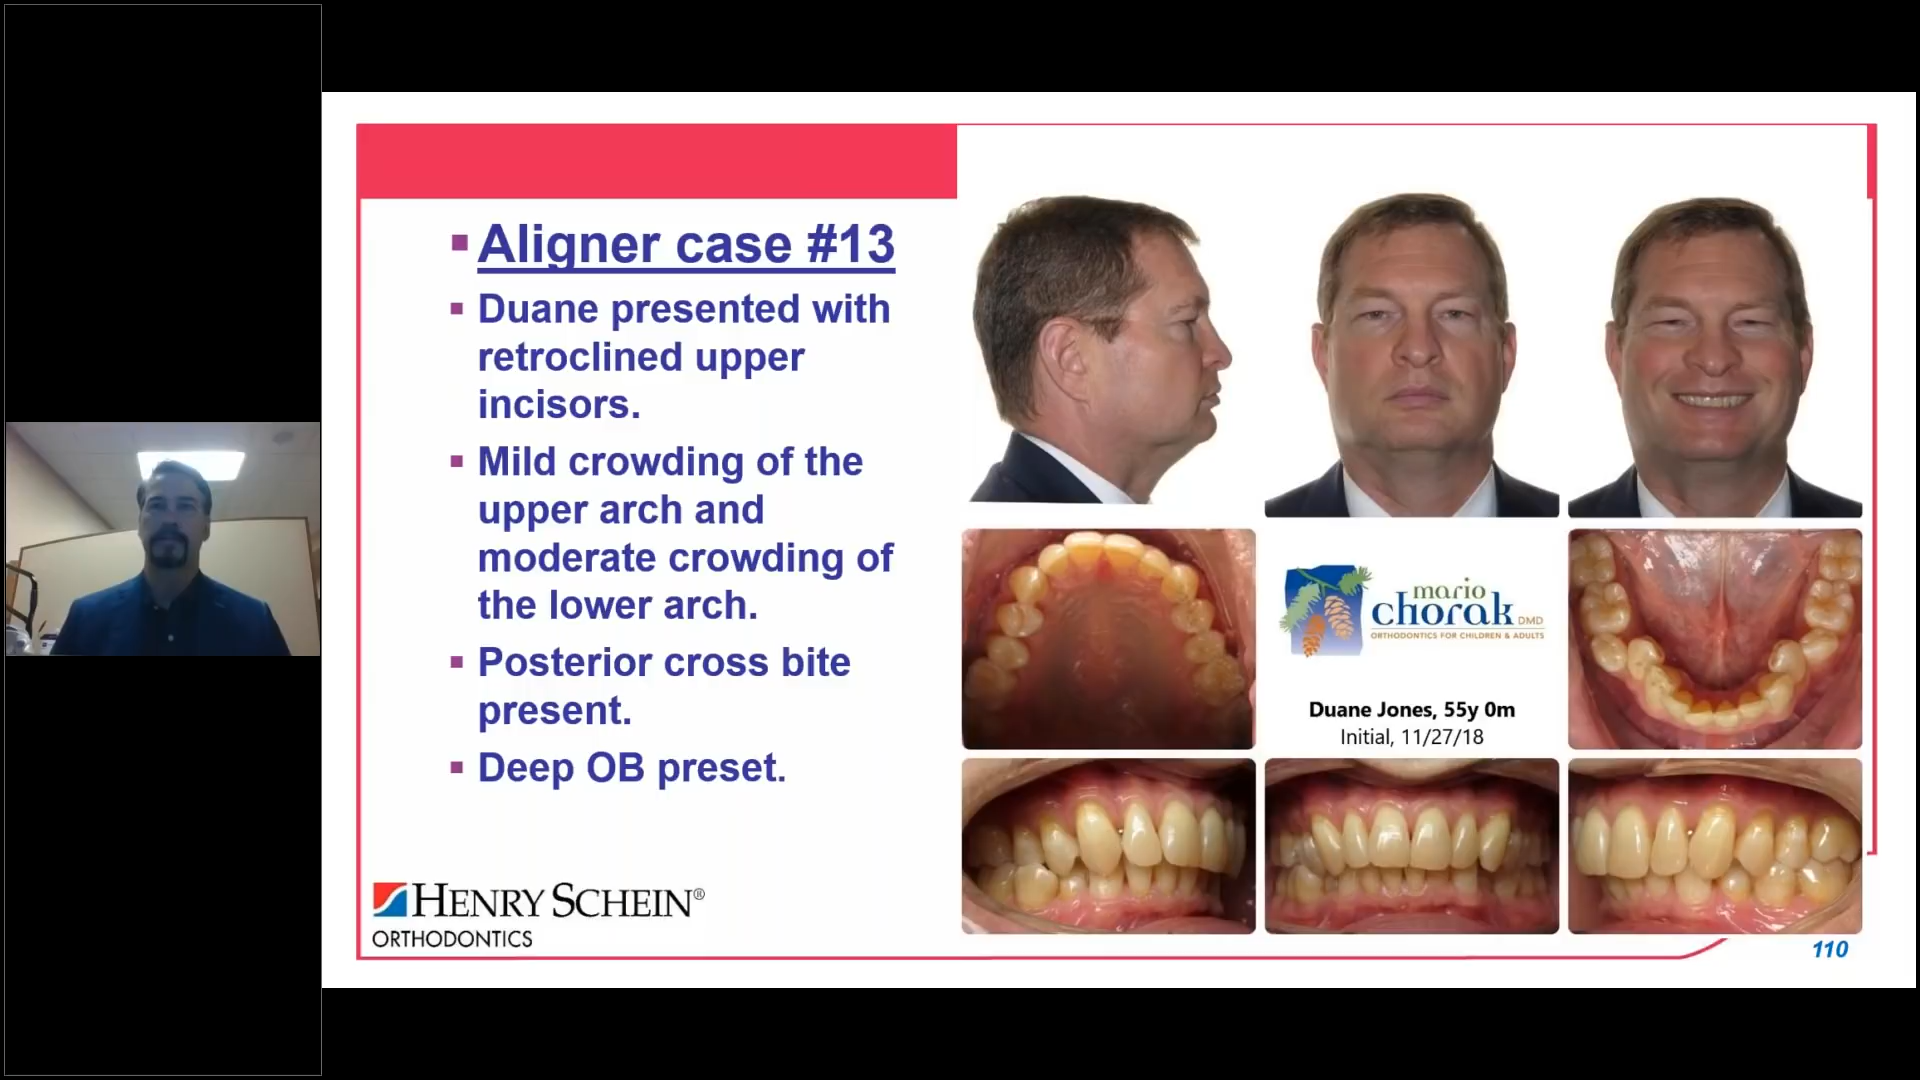 Aligner case #13
Duane presented with
retroclined upper
incisors.
Mild crowding of the
upper arch and
moderate crowding of
the lower arch.
Posterior cross bite
present.
Deep OB preset.
HENRY SCHEIN®
ORTHODONTICS
mario
chorak DMD
ORTHODONTICS FOR CHILDREN & ADULTS
Duane Jones, 55y 0m
Initial, 11/27/18
110